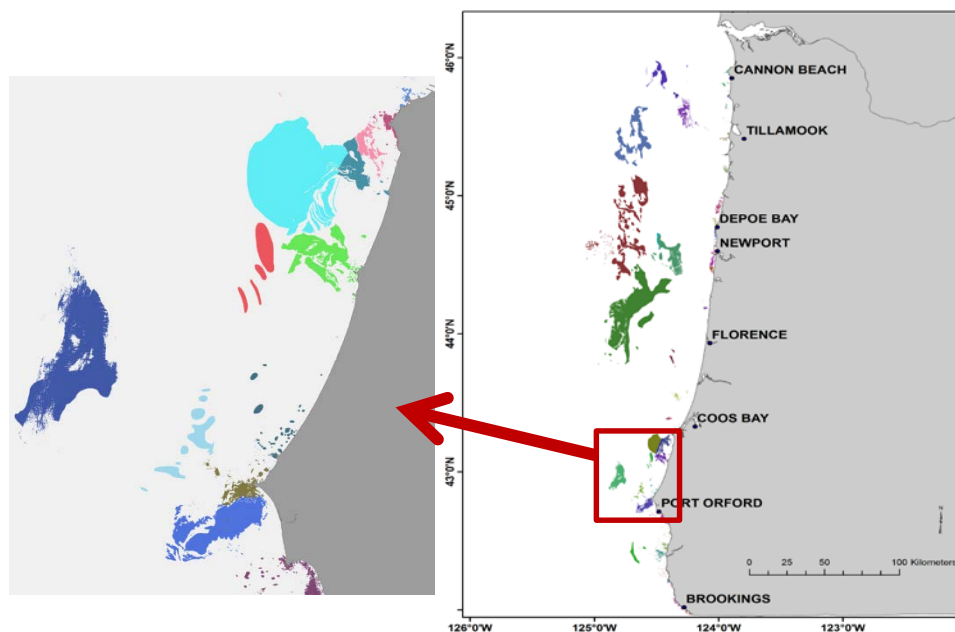 46°0'N
CANNON BEACH
TILLAMOOK
45°0'N
DEPOE BAY
NEWPORT
44°0'N
FLORENCE
COOS BAY
43°0'N
PORT ORFORD
0 25 50 100 Kilometers
BROOKINGS
126°0'W 125°0'W 124°0'W 123°0'W